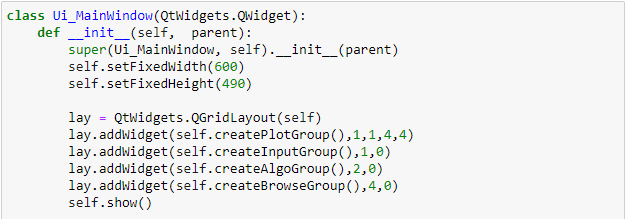 class Ui_MainWindow(QtWidgets.QWidget):
    def __init__(self,  parent):
        super(Ui_MainWindow, self).__init__(parent)
        self.setFixedWidth(600)
        self.setFixedHeight(490)

        lay = QtWidgets.QGridLayout(self)
        lay.addWidget(self.createPlotGroup(),1,1,4,4)
        lay.addWidget(self.createInputGroup(),1,0)
        lay.addWidget(self.createAlgoGroup(),2,0)
        lay.addWidget(self.createBrowseGroup(),4,0)
        self.show()